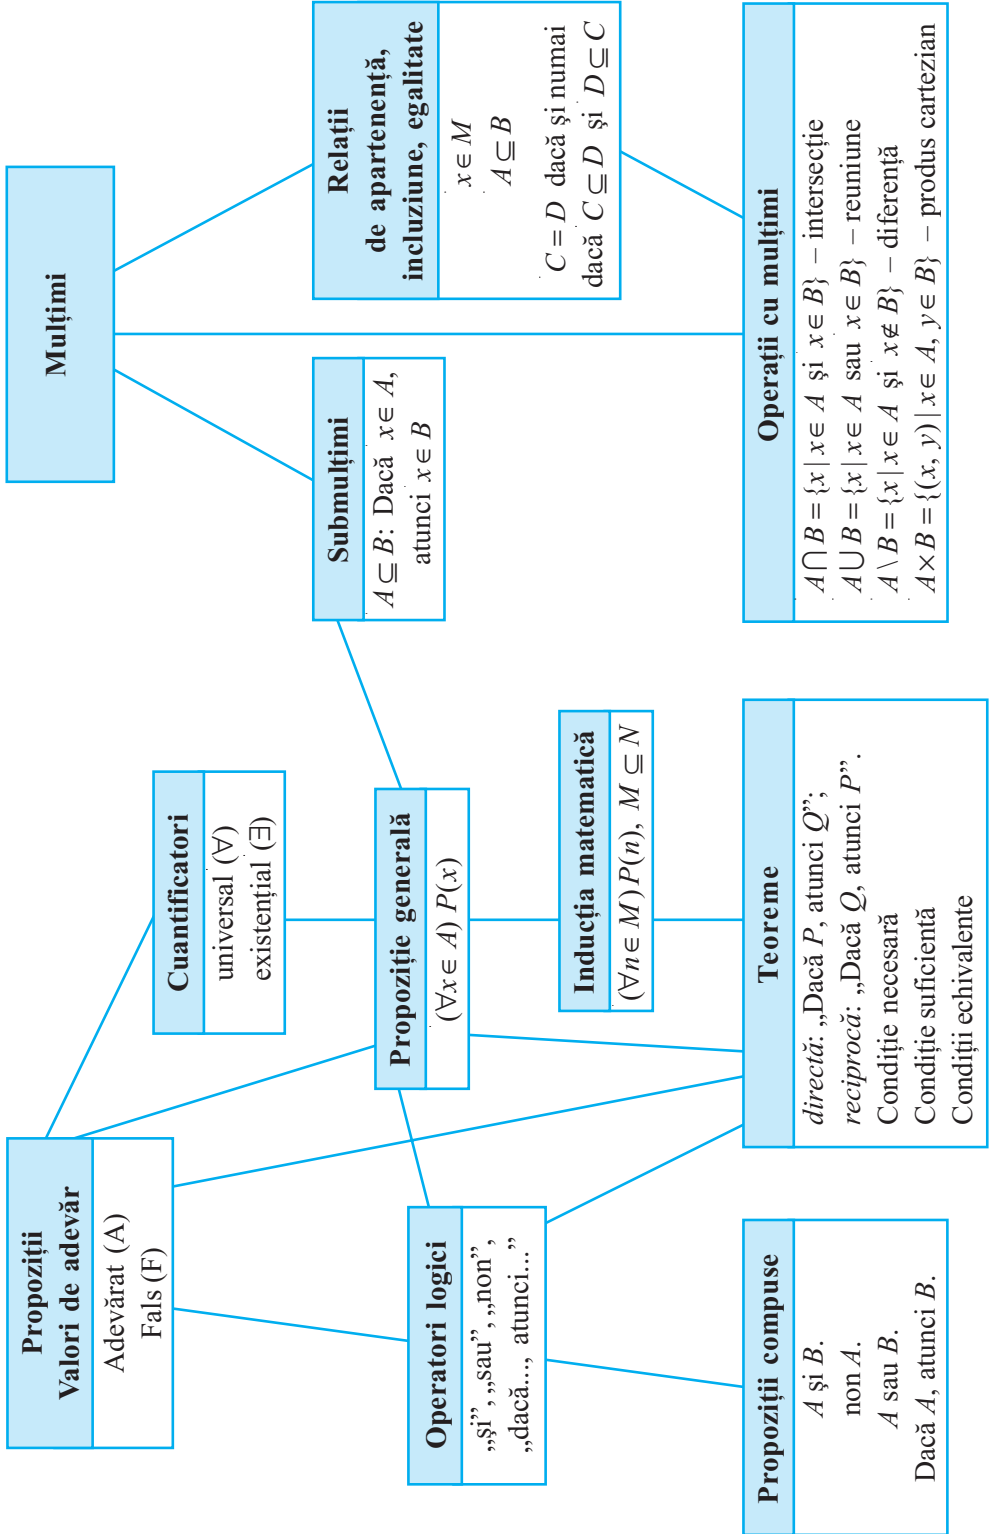 Propoziții
Valori de adevăr
Adevărat (A)
Fals (F)
Cuantificatori
universal (∀)
existențial (∃)
Mulțimi
Operatori logici
„și”, „sau”, „non”,
„dacă..., atunci...”
Propoziție generală
(∀x ∈ A) P(x)
Submulțimi
A ⊆ B: Dacă x ∈ A,
atunci x ∈ B
Relații
de apartenență,
incluziune, egalitate
x ∈ M
A ⊆ B
C = D dacă și numai
dacă C ⊆ D și D ⊆ C
Inducția matematică
(∀n ∈ M) P(n), M ⊆ N
Propoziții compuse
A și B.
non A.
A sau B.
Dacă A, atunci B.
Teoreme
directă: „Dacă P, atunci Q”;
reciprocă: „Dacă Q, atunci P”.
Condiție necesară
Condiție suficientă
Condiții echivalente
Operații cu mulțimi
A ⋂ B = {x | x ∈ A și x ∈ B} – intersecție
A ⋃ B = {x | x ∈ A sau x ∈ B} – reuniune
A \ B = {x | x ∈ A și x ∉ B} – diferență
A × B = {(x, y) | x ∈ A, y ∈ B} – produs cartezian